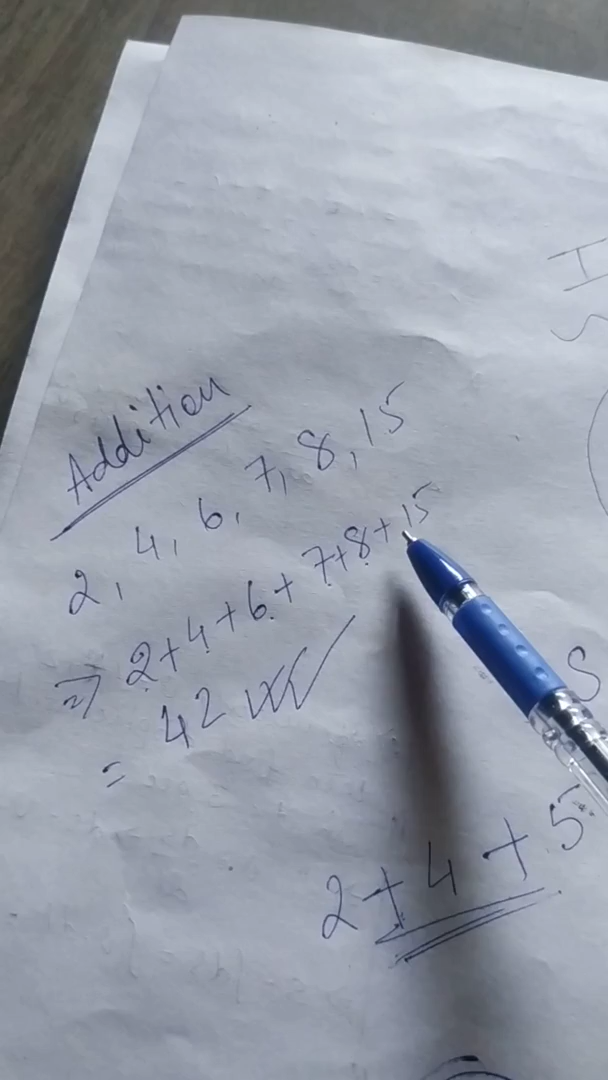 Addition
2, 4, 6, 7, 8, 15
⇒ 2+4+6+7+8+15
= 42
2+4+5
S